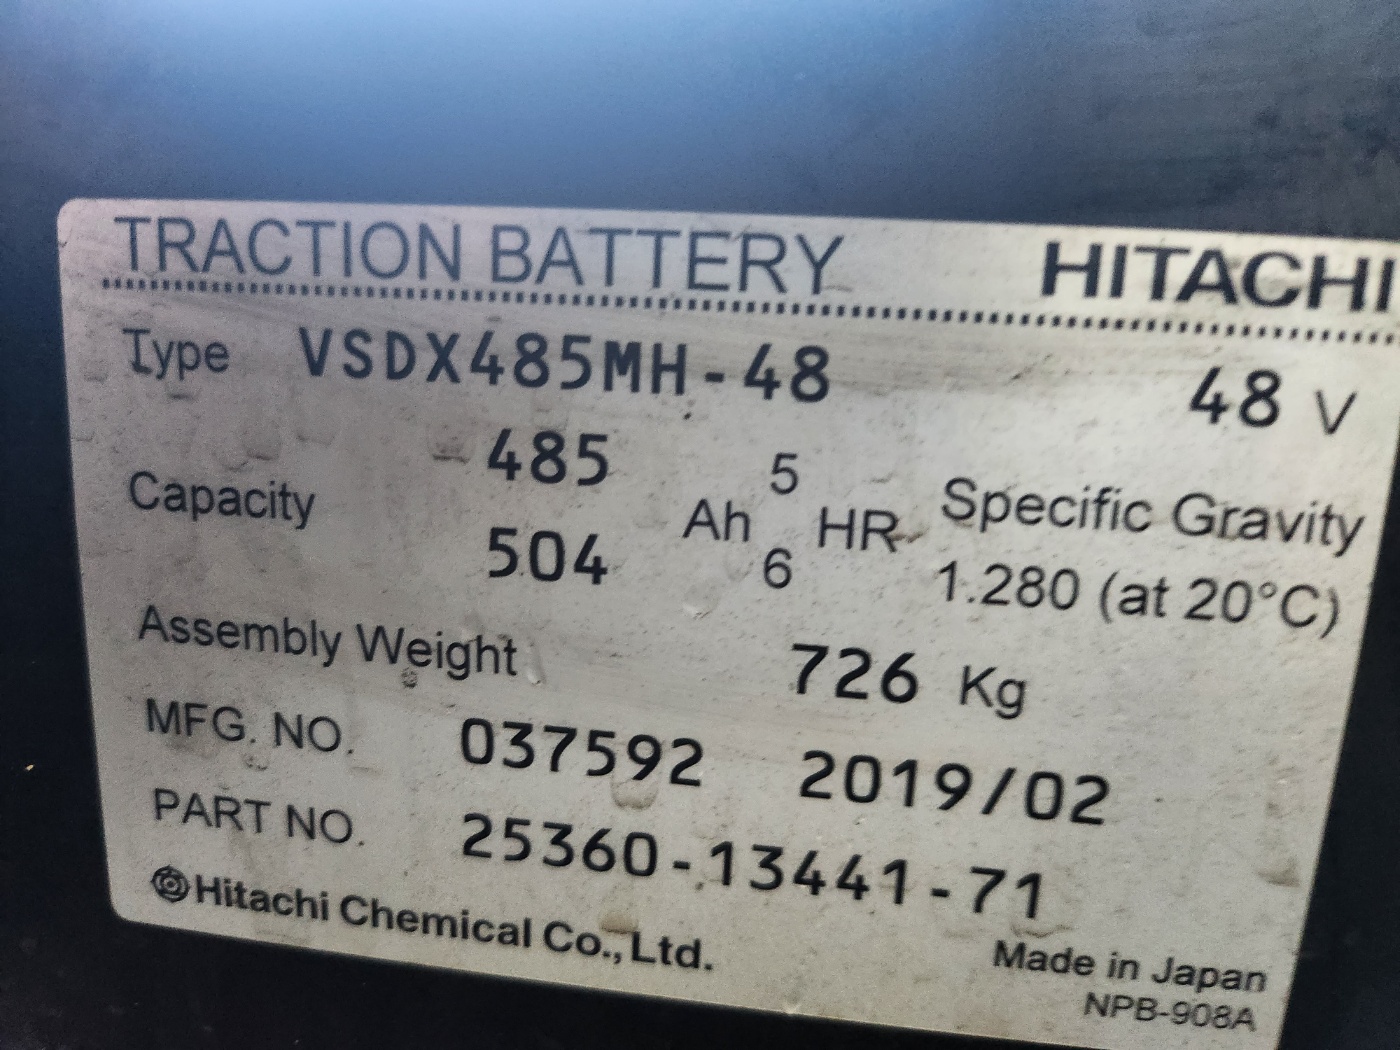 TRACTION BATTERY HITACHI
Type VSDX485MH-48 48 V
485 5
Capacity Ah HR Specific Gravity
504 6 1.280 (at 20°C)
Assembly Weight 726 Kg
MFG. NO. 037592 2019/02
PART NO. 25360-13441-71
Hitachi Chemical Co., Ltd.
Made in Japan
NPB-908A